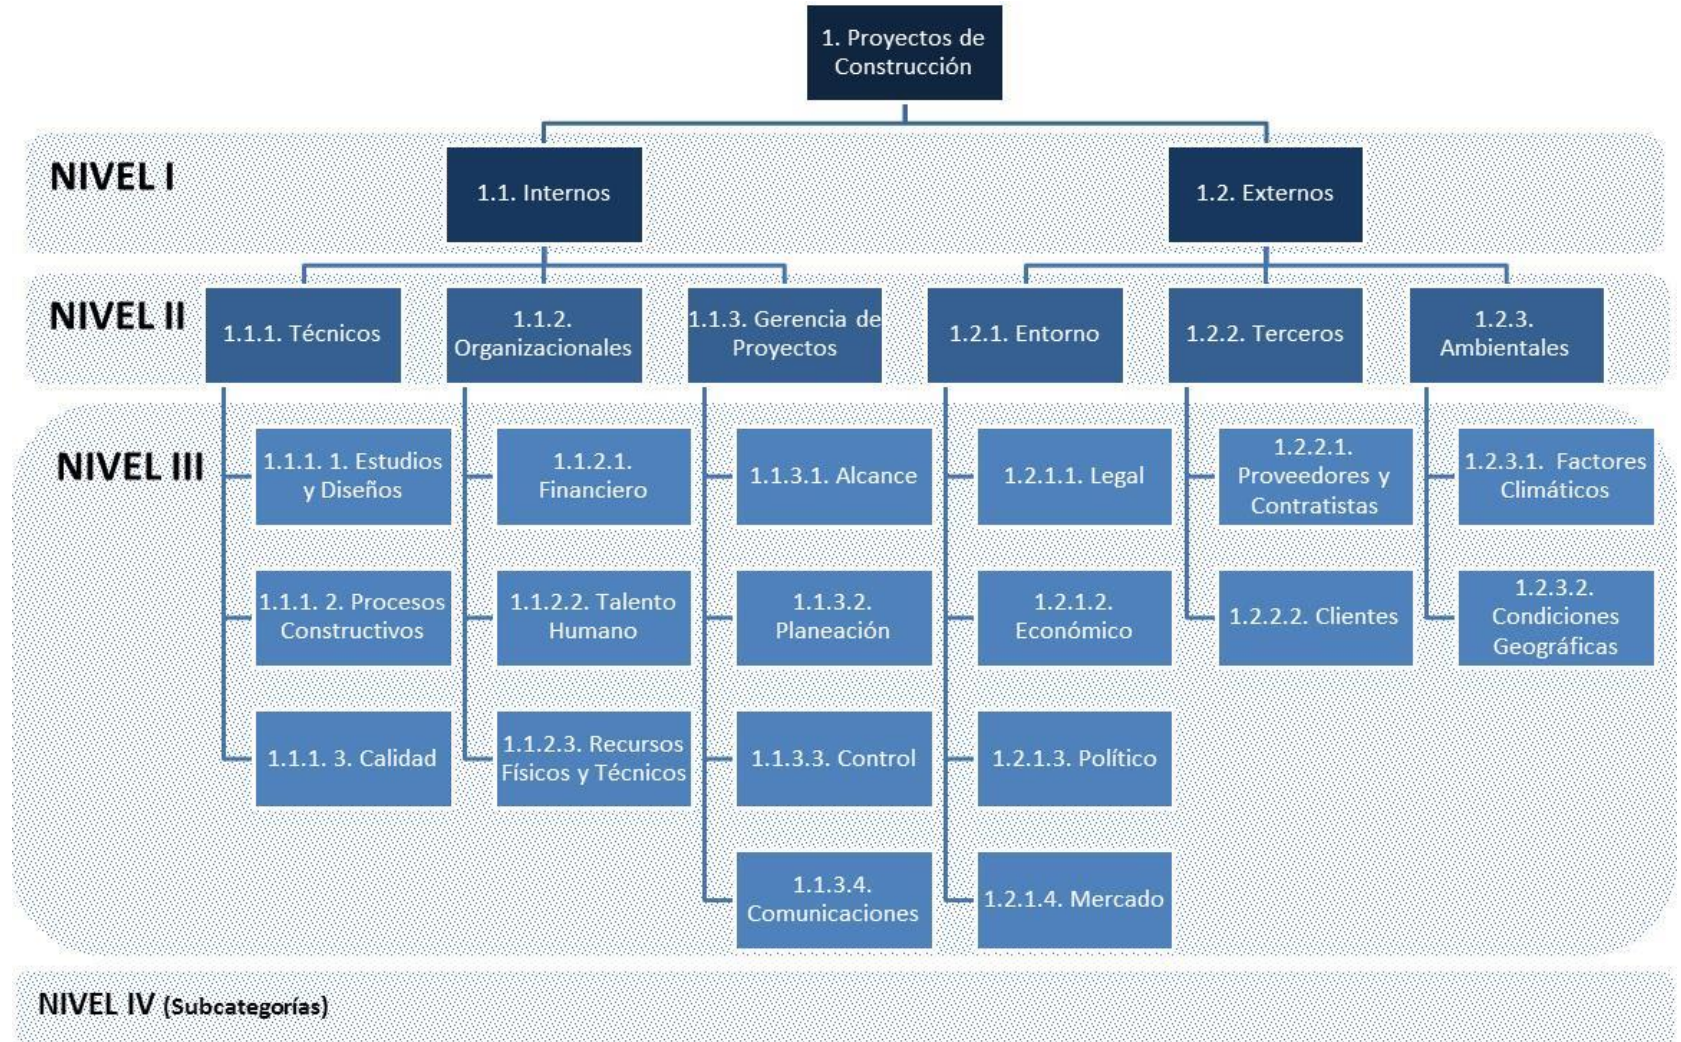 1. Proyectos de
Construcción
NIVEL I
1.1. Internos
1.2. Externos
NIVEL II
1.1.1. Técnicos
1.1.2.
Organizacionales
1.1.3. Gerencia de
Proyectos
1.2.1. Entorno
1.2.2. Terceros
1.2.3.
Ambientales
NIVEL III
1.1.1. 1. Estudios
y Diseños
1.1.2.1.
Financiero
1.1.3.1. Alcance
1.2.1.1. Legal
1.2.2.1.
Proveedores y
Contratistas
1.2.3.1. Factores
Climáticos
1.1.1. 2. Procesos
Constructivos
1.1.2.2. Talento
Humano
1.1.3.2.
Planeación
1.2.1.2.
Económico
1.2.2.2. Clientes
1.2.3.2.
Condiciones
Geográficas
1.1.1. 3. Calidad
1.1.2.3. Recursos
Físicos y Técnicos
1.1.3.3. Control
1.2.1.3. Político
1.1.3.4.
Comunicaciones
1.2.1.4. Mercado
NIVEL IV (Subcategorías)